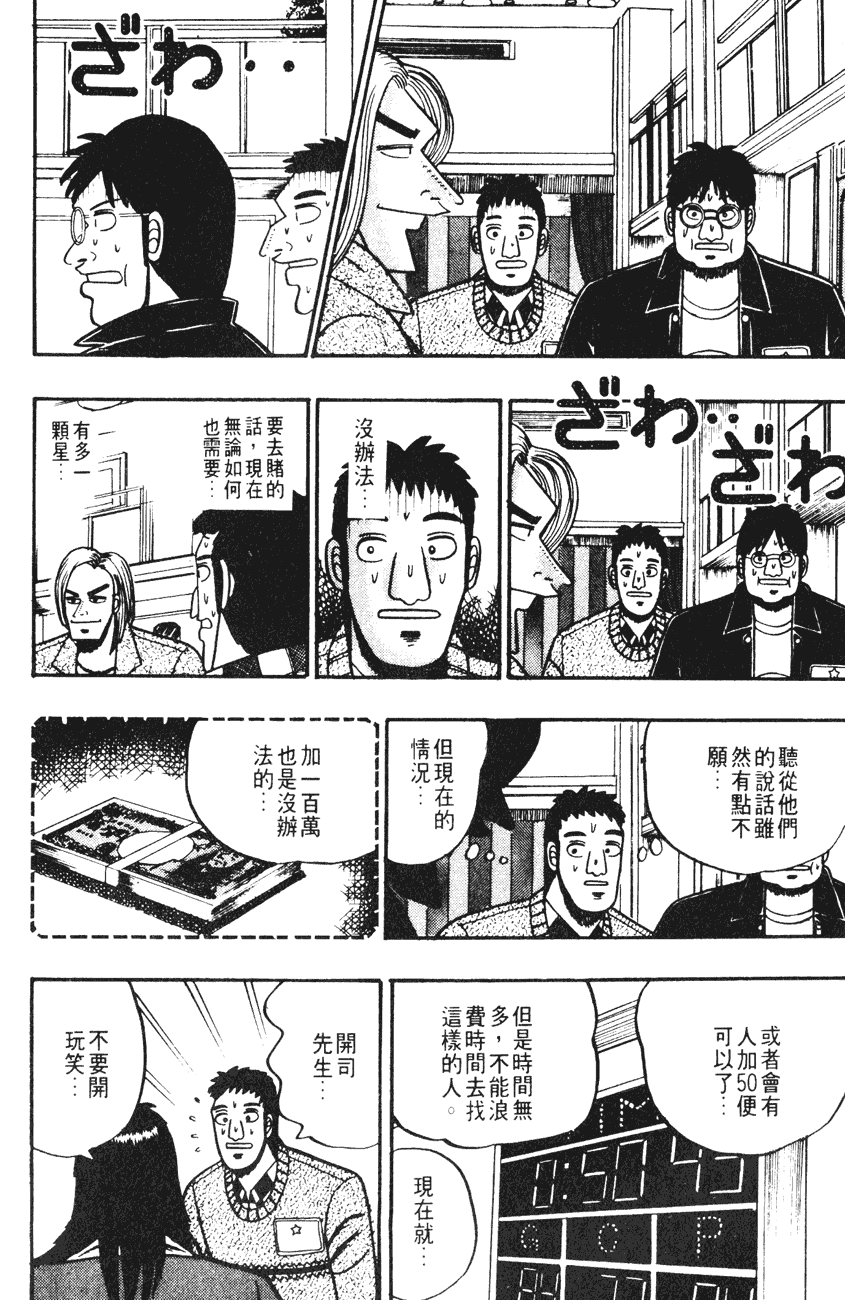 ざわ・・
ざわ・・
ざわ
沒辦法…
要去賭的
話，現在
無論如何
也需要…
有多一
顆星…
聽從他們
的說話雖
然有點不
願…
但現在的
情況…
加一百萬
也是沒辦
法的…
或者會有
人加50便
可以了…
但是時間無
多，不能浪
費時間去找
這樣的人。
現在就…
開司
先生…
不要開
玩笑…